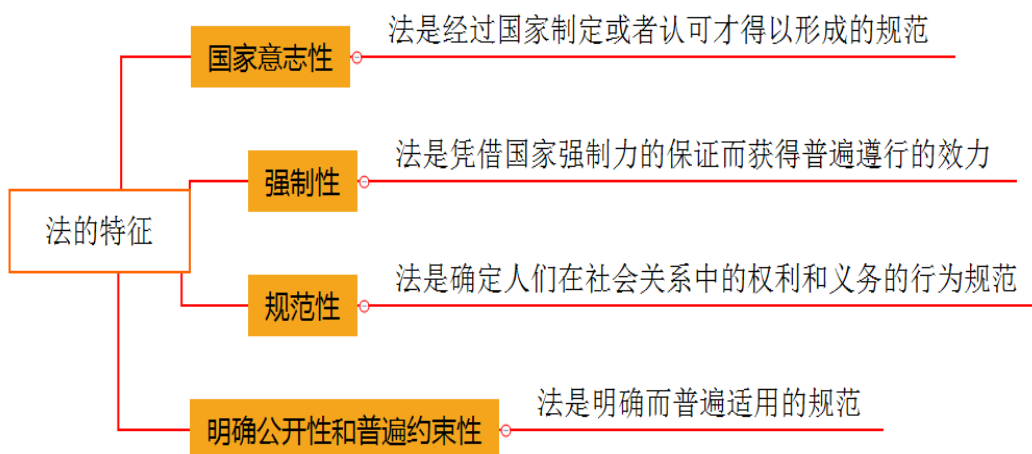 法的特征
国家意志性
法是经过国家制定或者认可才得以形成的规范
强制性
法是凭借国家强制力的保证而获得普遍遵行的效力
规范性
法是确定人们在社会关系中的权利和义务的行为规范
明确公开性和普遍约束性
法是明确而普遍适用的规范